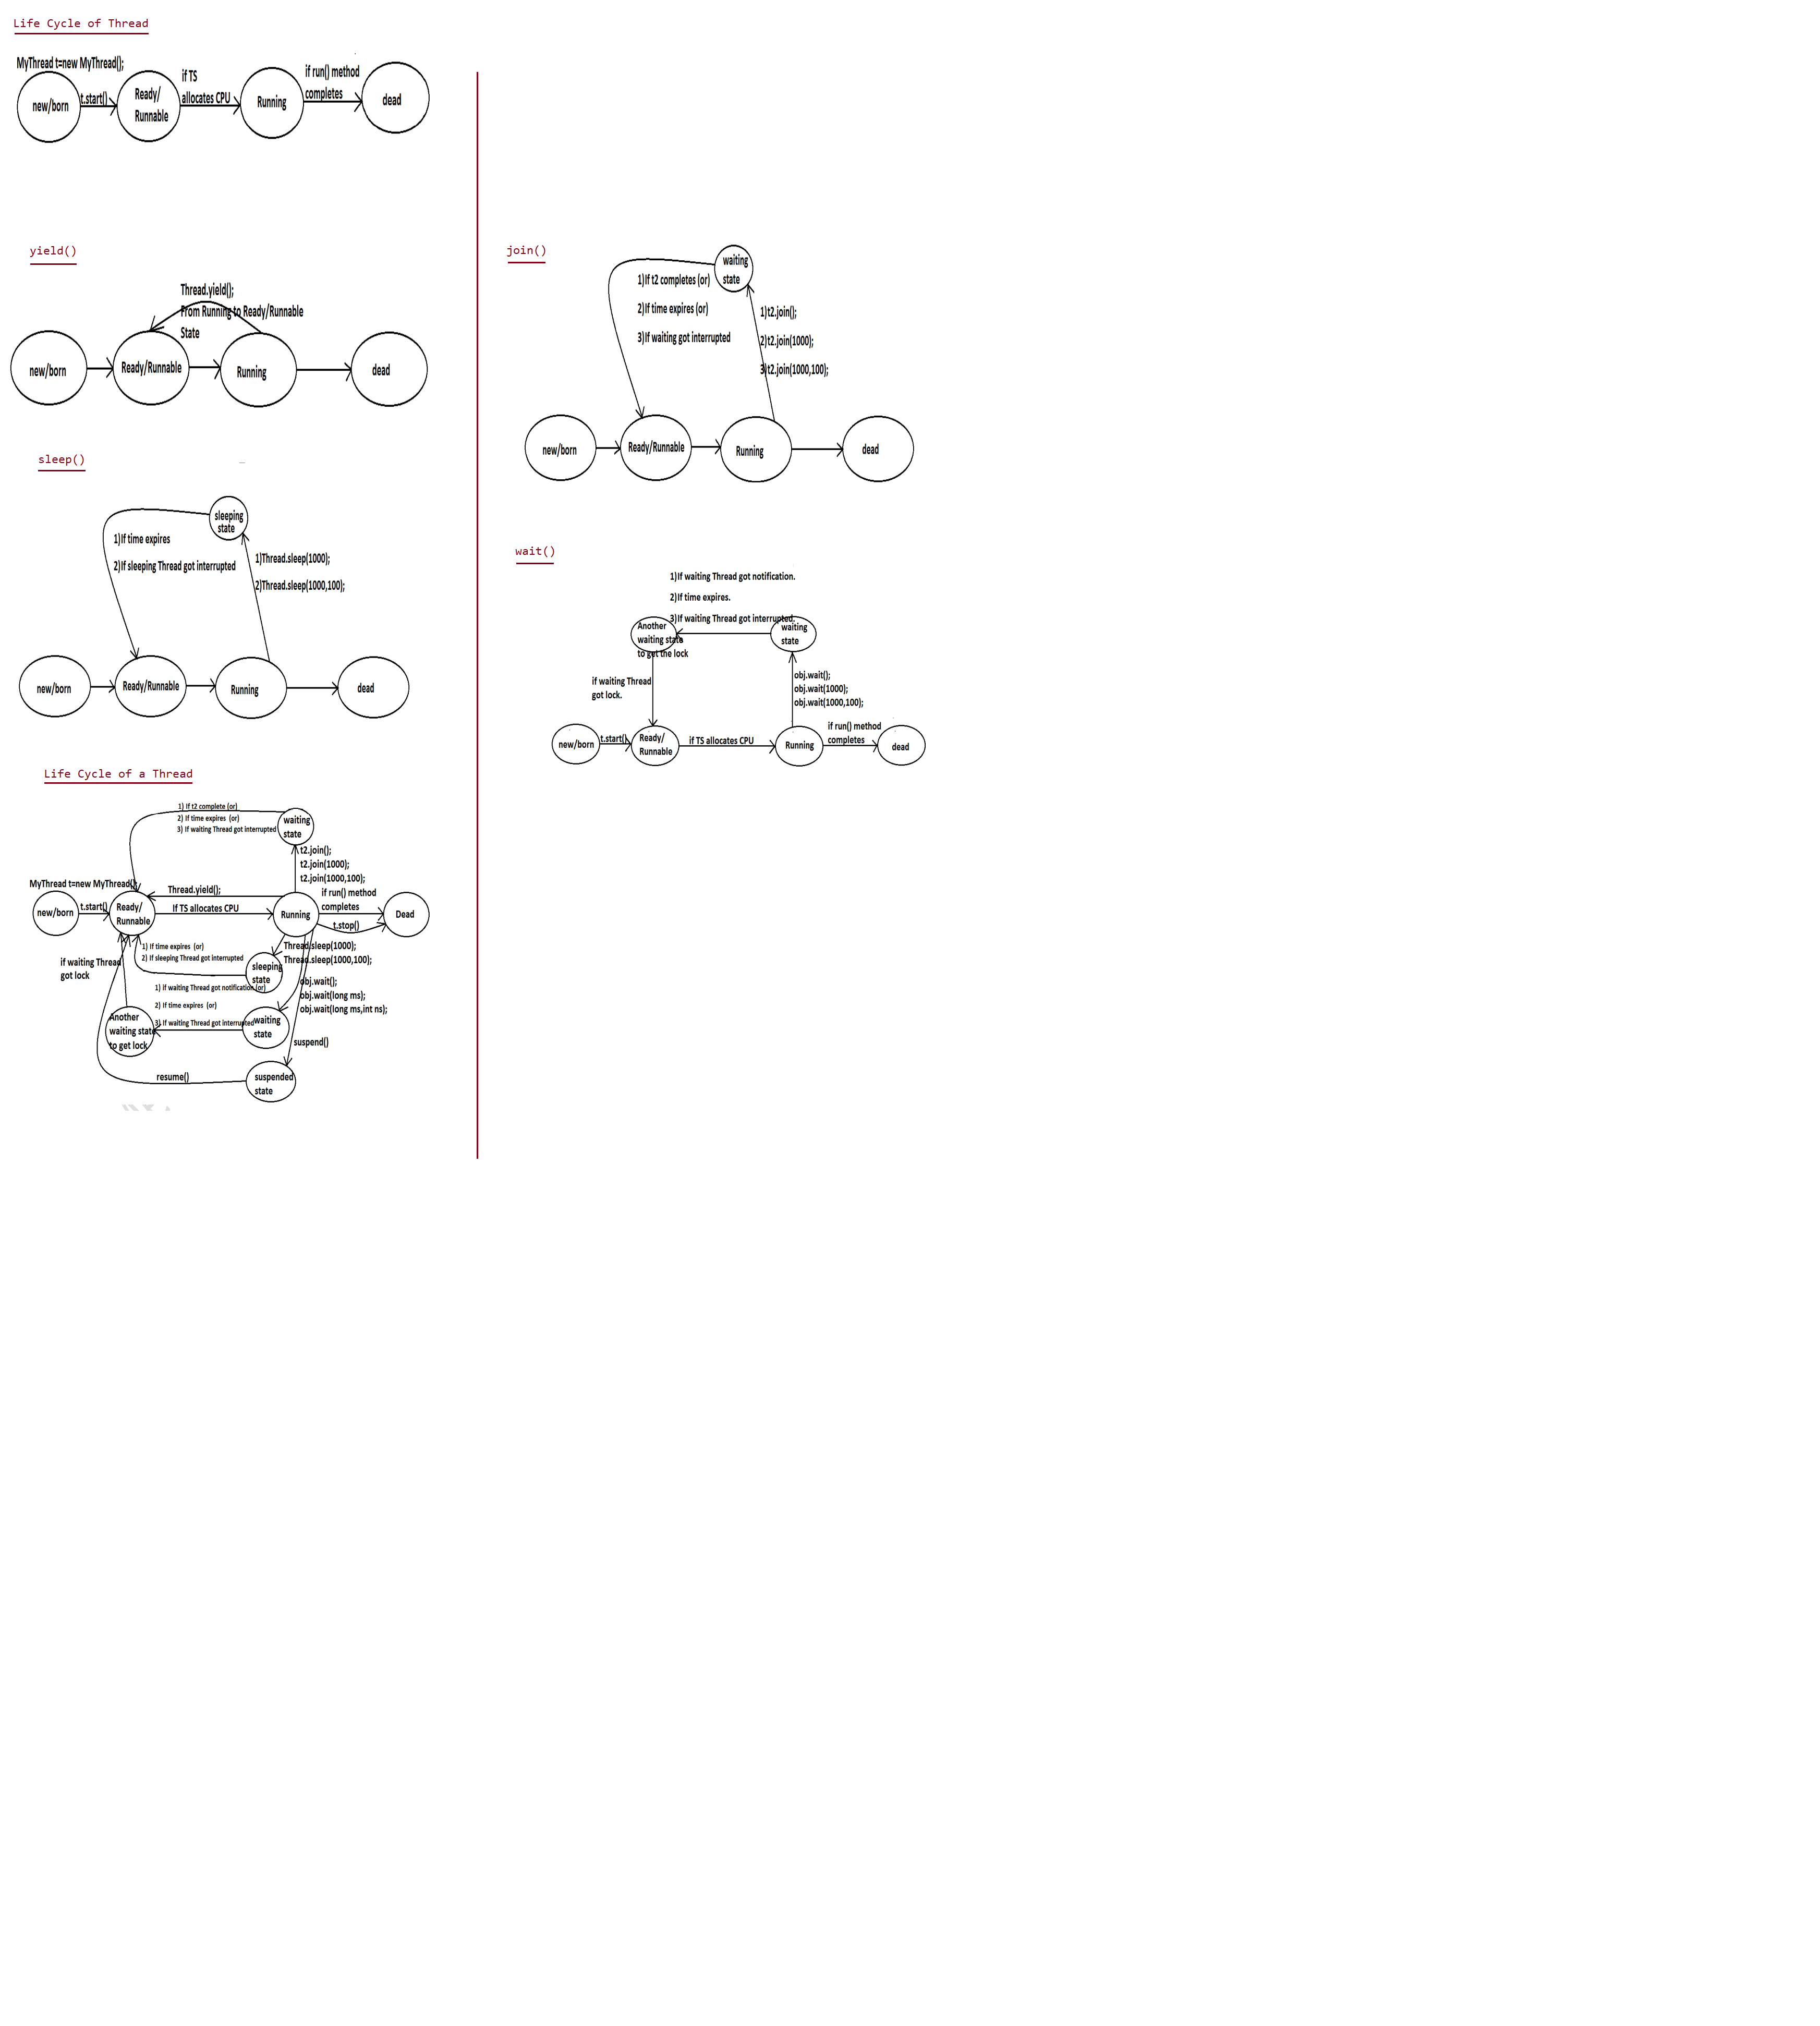 Life Cycle of Thread
MyThread t=new MyThread();
new/born
t.start()
Ready/
Runnable
if TS
allocates CPU
Running
if run() method
completes
dead
yield()
Thread.yield();
From Running to Ready/Runnable
State
new/born
Ready/Runnable
Running
dead
sleep()
sleeping
state
1)If time expires
2)If sleeping Thread got interrupted
1)Thread.sleep(1000);
2)Thread.sleep(1000,100);
new/born
Ready/Runnable
Running
dead
Life Cycle of a Thread
1) If t2 complete (or)
2) If time expires (or)
3) If waiting Thread got interrupted
waiting
state
t2.join();
t2.join(1000);
t2.join(1000,100);
MyThread t=new MyThread();
new/born
t.start()
Ready/
Runnable
Thread.yield();
If TS allocates CPU
Running
if run() method
completes
t.stop()
Dead
1) If time expires (or)
2) If sleeping Thread got interrupted
Thread.sleep(1000);
Thread.sleep(1000,100);
sleeping
state
if waiting Thread
got lock
1) if waiting Thread got notification (or)
2) If time expires (or)
3) If waiting Thread got interrupted
obj.wait();
obj.wait(long ms);
obj.wait(long ms,int ns);
waiting
state
Another
waiting state
to get lock
suspend()
suspended
state
resume()
join()
waiting
state
1)If t2 completes (or)
2)If time expires (or)
3)If waiting got interrupted
1)t2.join();
2)t2.join(1000);
3)t2.join(1000,100);
new/born
Ready/Runnable
Running
dead
wait()
1)If waiting Thread got notification.
2)If time expires.
3)If waiting Thread got interrupted.
Another
waiting state
to get the lock
waiting
state
if waiting Thread
got lock.
obj.wait();
obj.wait(1000);
obj.wait(1000,100);
new/born
t.start()
Ready/
Runnable
if TS allocates CPU
Running
if run() method
completes
dead